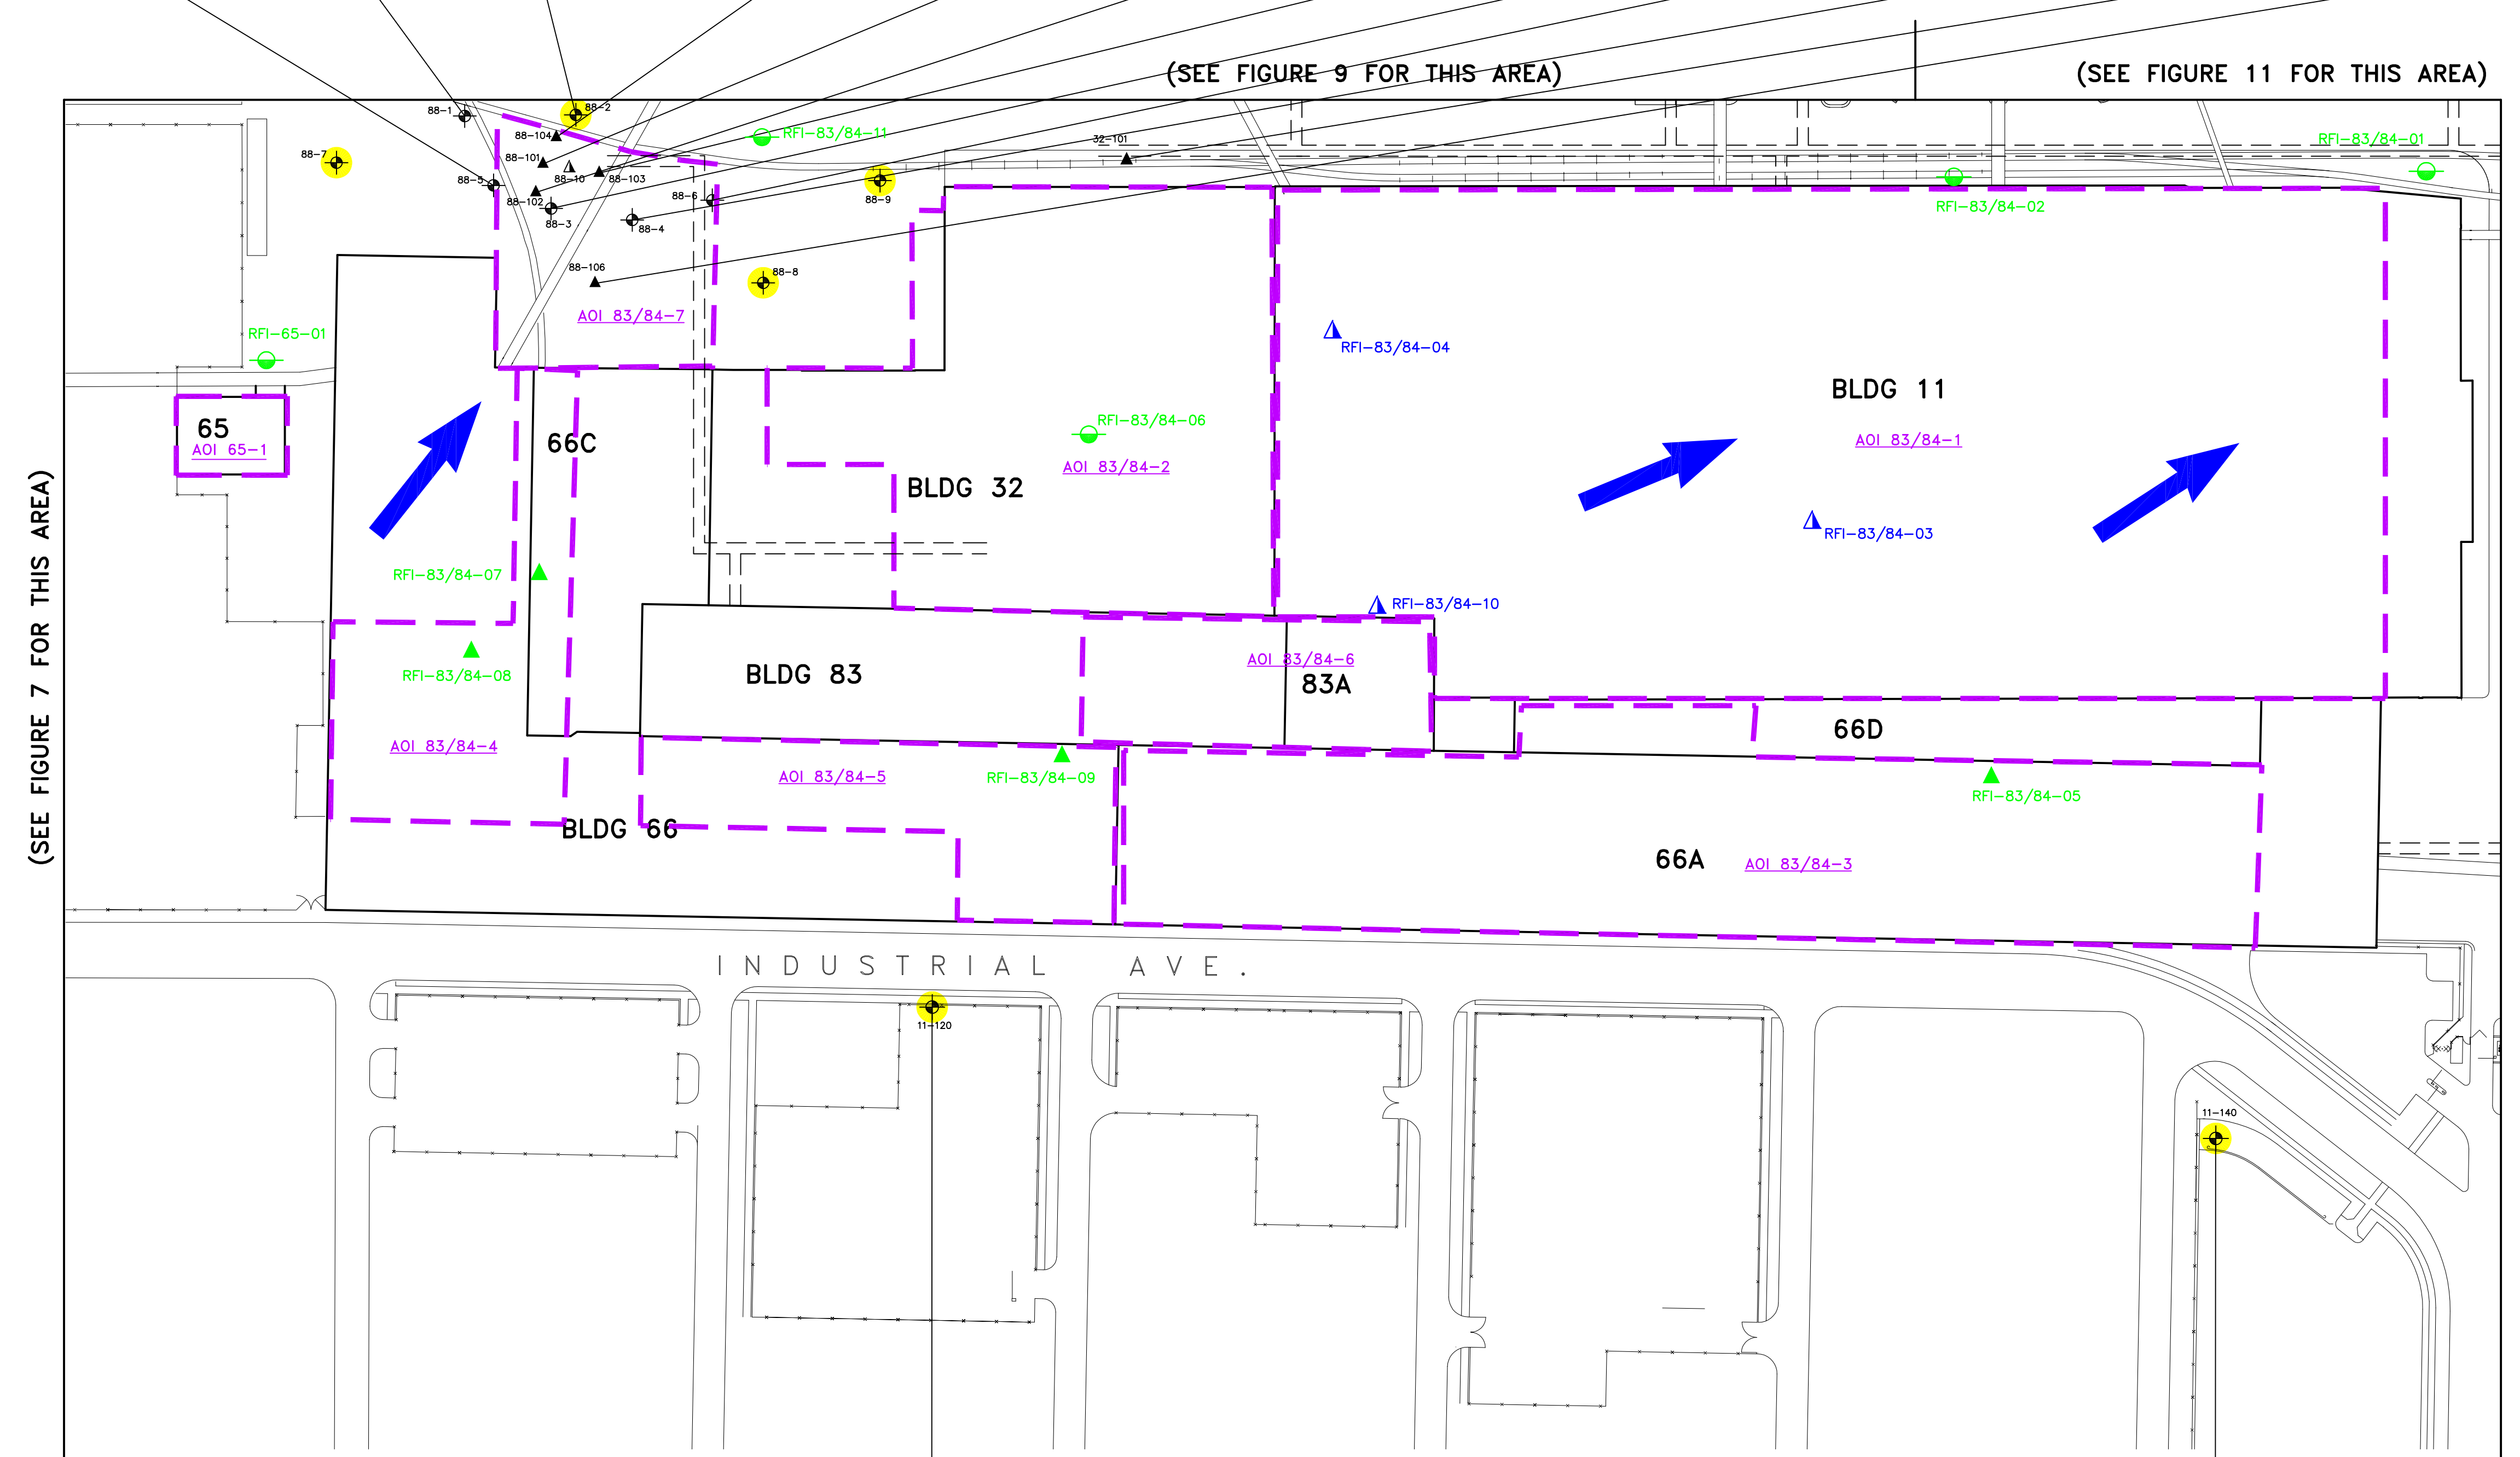 (SEE FIGURE 9 FOR THIS AREA)
(SEE FIGURE 11 FOR THIS AREA)
88-1
88-2
88-104
RFI-83/84-11
32-101
RFI-83/84-01
88-7
88-101
88-10
88-103
88-5
88-102
88-6
88-9
88-3
88-4
RFI-83/84-02
88-106
88-8
AOI 83/84-7
RFI-65-01
RFI-83/84-04
BLDG 11
65
AOI 65-1
66C
RFI-83/84-06
AOI 83/84-2
AOI 83/84-1
BLDG 32
RFI-83/84-03
(SEE FIGURE 7 FOR THIS AREA)
RFI-83/84-07
RFI-83/84-10
RFI-83/84-08
BLDG 83
AOI 83/84-6
83A
66D
AOI 83/84-4
AOI 83/84-5
RFI-83/84-09
RFI-83/84-05
BLDG 66
66A
AOI 83/84-3
INDUSTRIAL AVE.
11-120
11-140